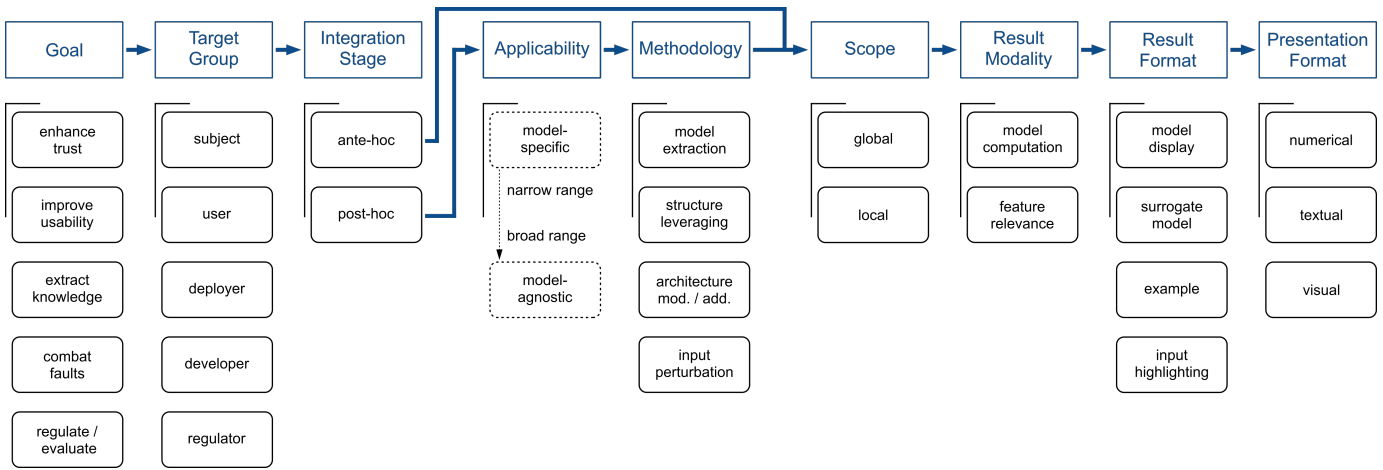 Goal
Target
Group
Integration
Stage
Applicability
Methodology
Scope
Result
Modality
Result
Format
Presentation
Format
enhance
trust
improve
usability
extract
knowledge
combat
faults
regulate /
evaluate
subject
user
deployer
developer
regulator
ante-hoc
post-hoc
model-
specific
narrow range
broad range
model-
agnostic
model
extraction
structure
leveraging
architecture
mod. / add.
input
perturbation
global
local
model
computation
feature
relevance
model
display
surrogate
model
example
input
highlighting
numerical
textual
visual